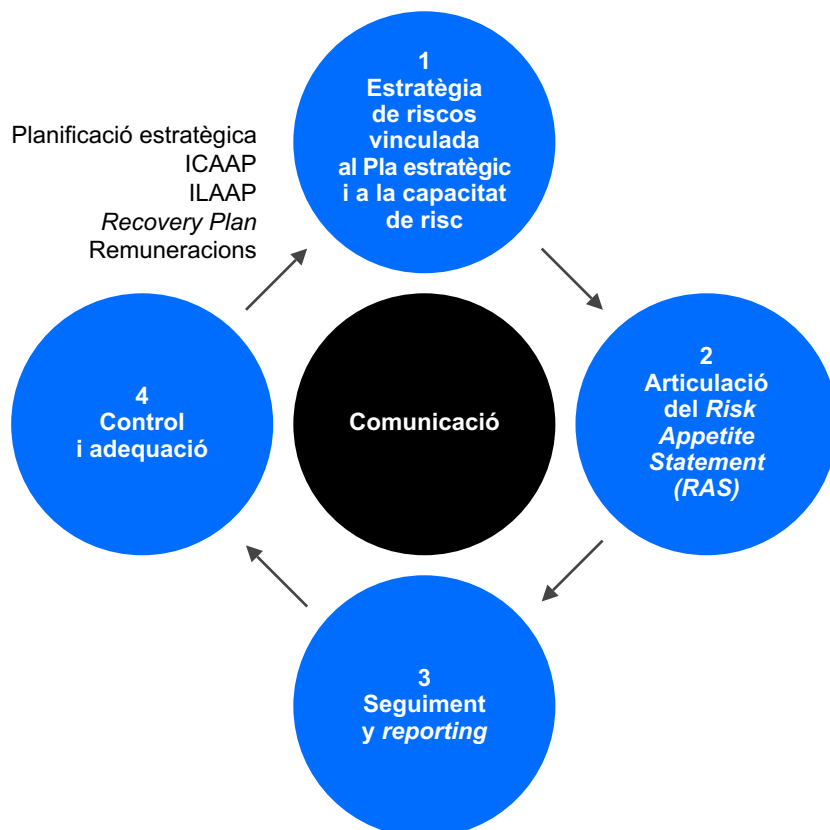 1
Estratègia
de riscos
vinculada
al Pla estratègic
i a la capacitat
de risc
Planificació estratègica
ICAAP
ILAAP
Recovery Plan
Remuneracions
2
Articulació
del Risk
Appetite
Statement
(RAS)
4
Control
i adequació
Comunicació
3
Seguiment
y reporting